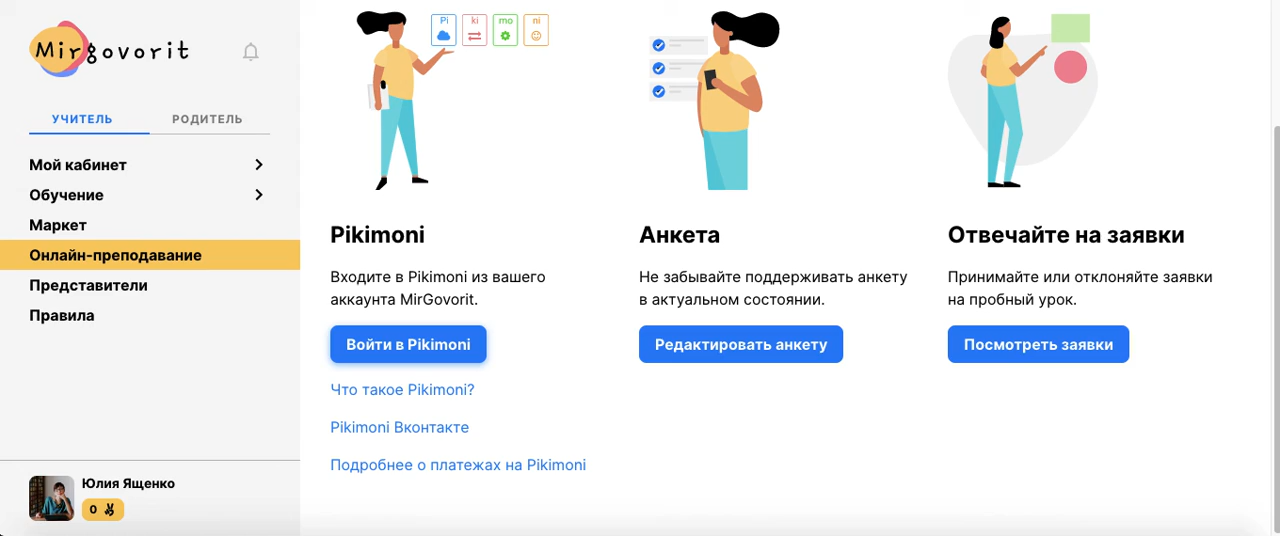 Mirgovorit
УЧИТЕЛЬ
РОДИТЕЛЬ
Мой кабинет
Обучение
Маркет
Онлайн-преподавание
Представители
Правила
Юлия Ященко
0
Pi
ki
mo
ni
Pikimoni
Входите в Pikimoni из вашего
аккаунта MirGovorit.
Войти в Pikimoni
Что такое Pikimoni?
Pikimoni Вконтакте
Подробнее о платежах на Pikimoni
Анкета
Не забывайте поддерживать анкету
в актуальном состоянии.
Редактировать анкету
Отвечайте на заявки
Принимайте или отклоняйте заявки
на пробный урок.
Посмотреть заявки